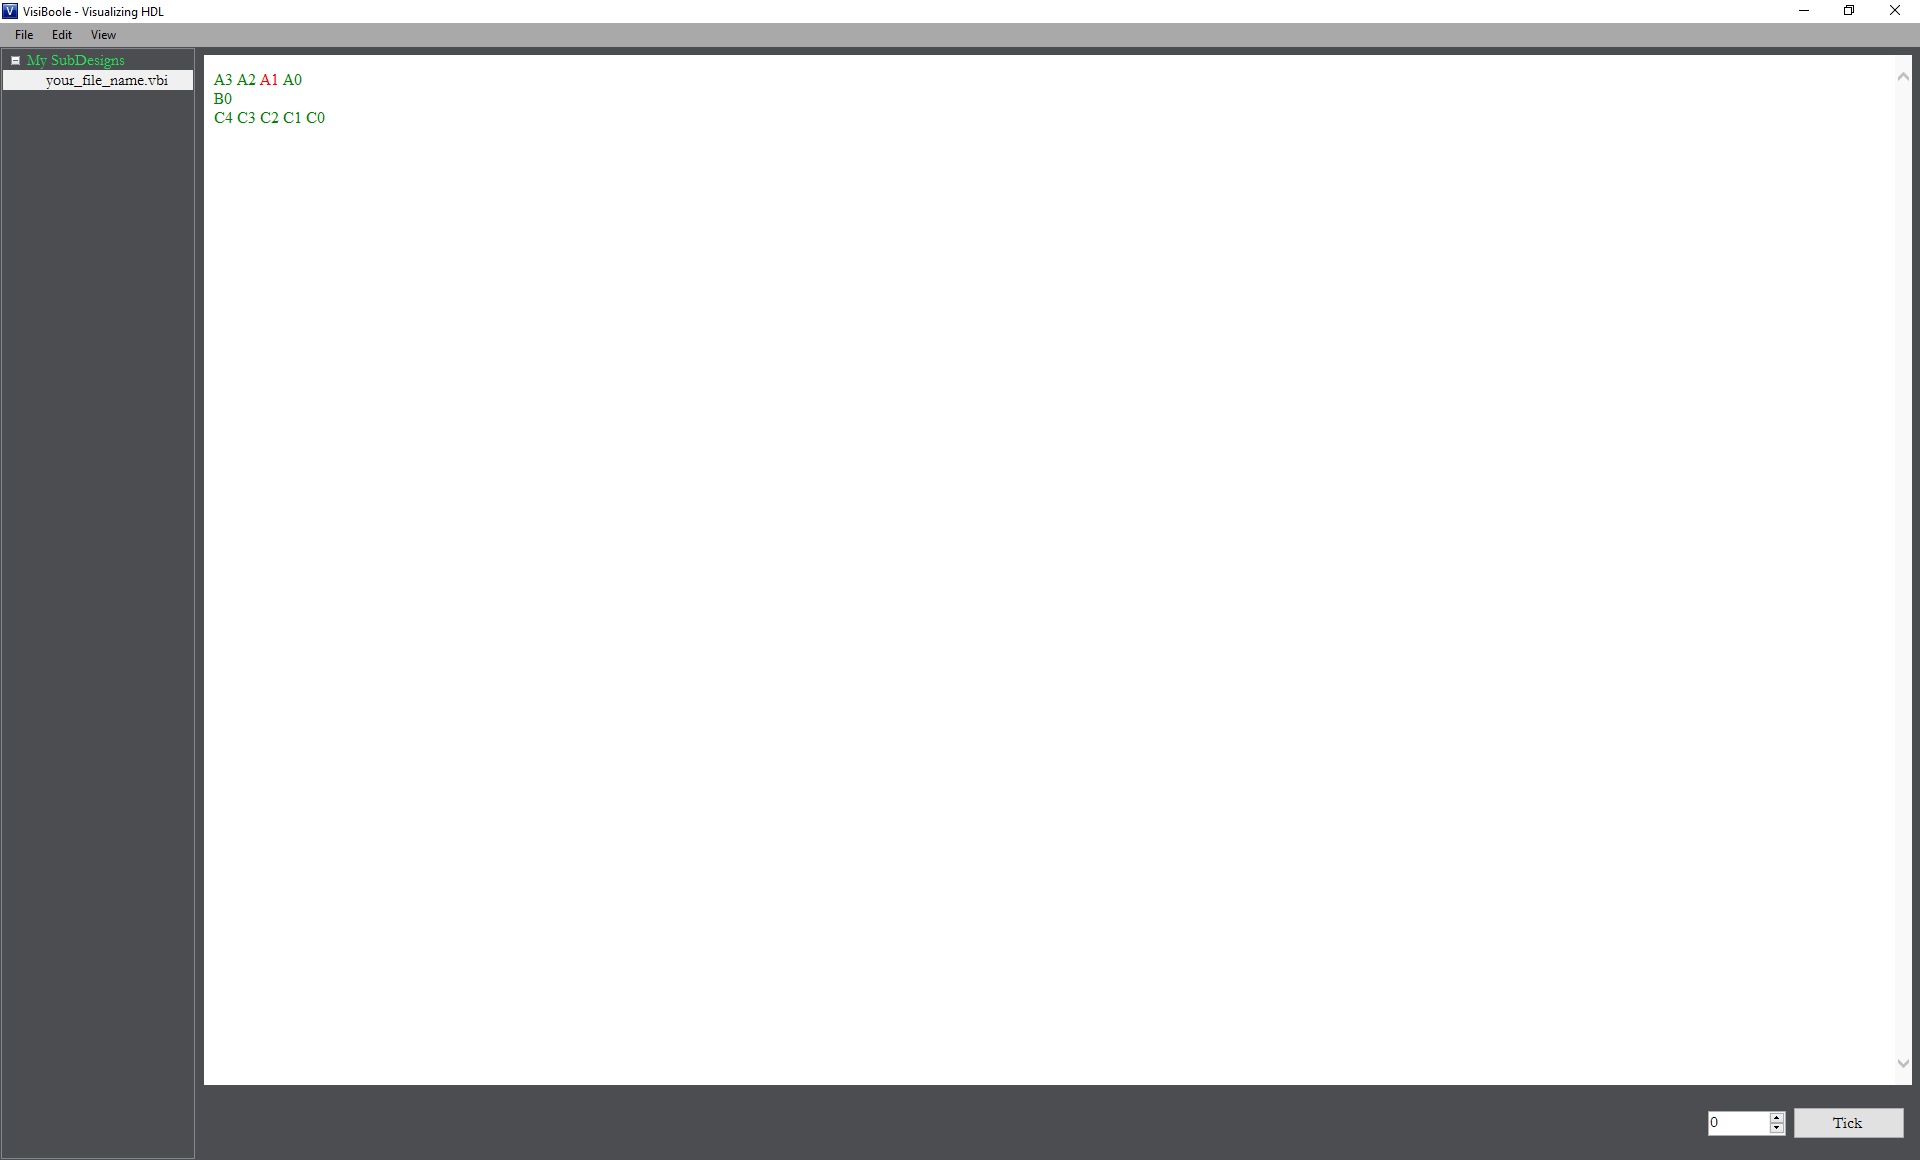 V VisiBoole - Visualizing HDL
File Edit View
My SubDesigns
your_file_name.vbi
A3 A2 A1 A0
B0
C4 C3 C2 C1 C0
0 Tick